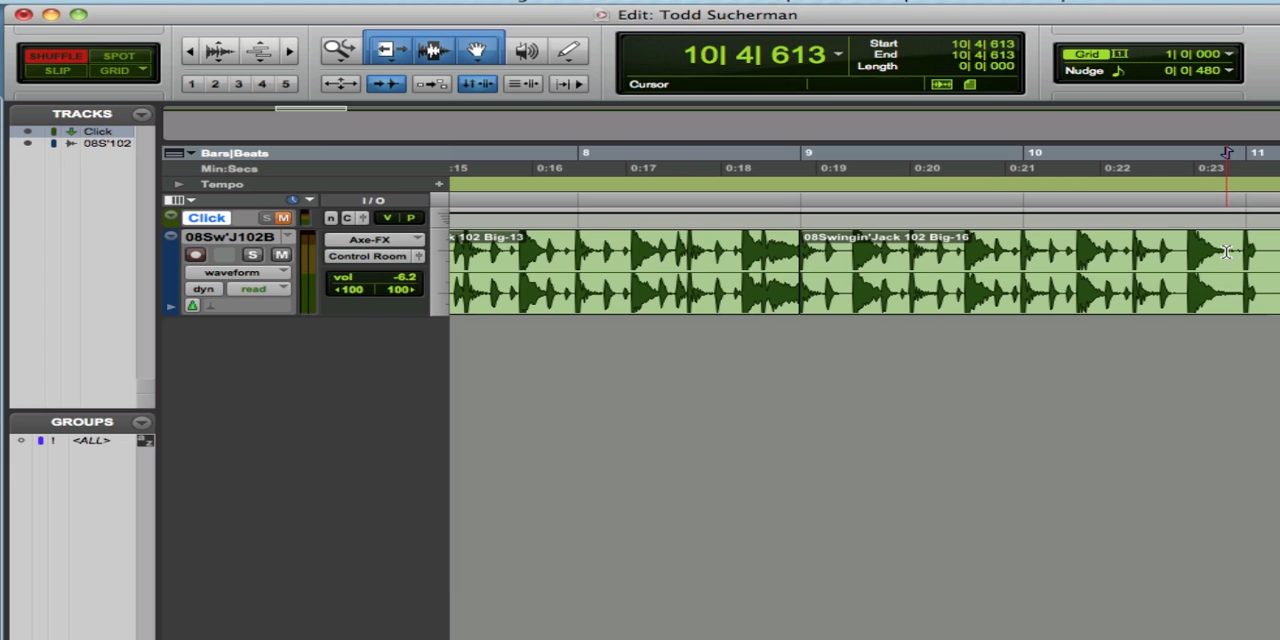 Edit: Todd Sucherman
SHUFFLE SPOT
SLIP GRID
1 2 3 4 5
10| 4| 613
Start 10| 4| 613
End 10| 4| 613
Length 0| 0| 000
Cursor
Grid 1| 0| 000
Nudge 0| 0| 480
TRACKS
Click
08S'102
Bars|Beats 8 9 10 11
Min:Secs :15 0:16 0:17 0:18 0:19 0:20 0:21 0:22 0:23
Tempo +
I / O
Click S M n C V P
08Sw'J102B Axe-FX k 102 Big-13 08Swingin'Jack 102 Big-16
S M Control Room
waveform vol -6.2
dyn read 100 100
GROUPS
1 <ALL> a z